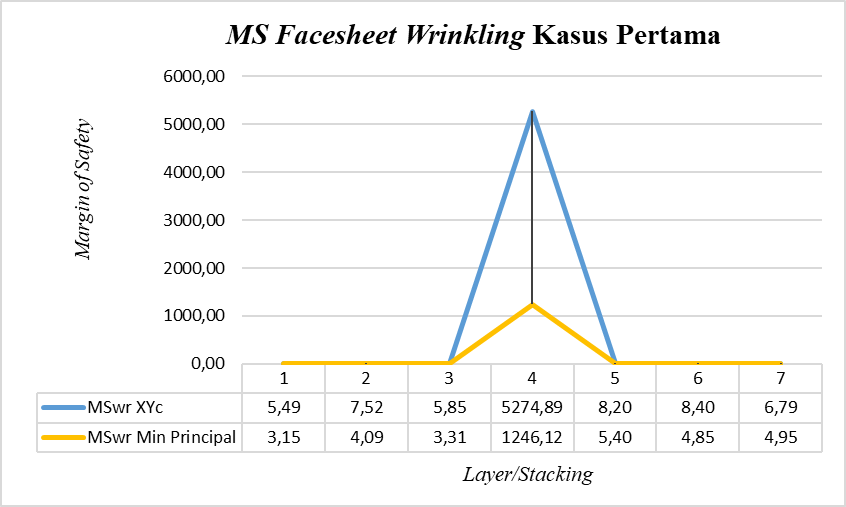 MS Facesheet Wrinkling Kasus Pertama
Margin of Safety
6000,00
5000,00
4000,00
3000,00
2000,00
1000,00
0,00
1 2 3 4 5 6 7
MSwr XYc 5,49 7,52 5,85 5274,89 8,20 8,40 6,79
MSwr Min Principal 3,15 4,09 3,31 1246,12 5,40 4,85 4,95
Layer/Stacking